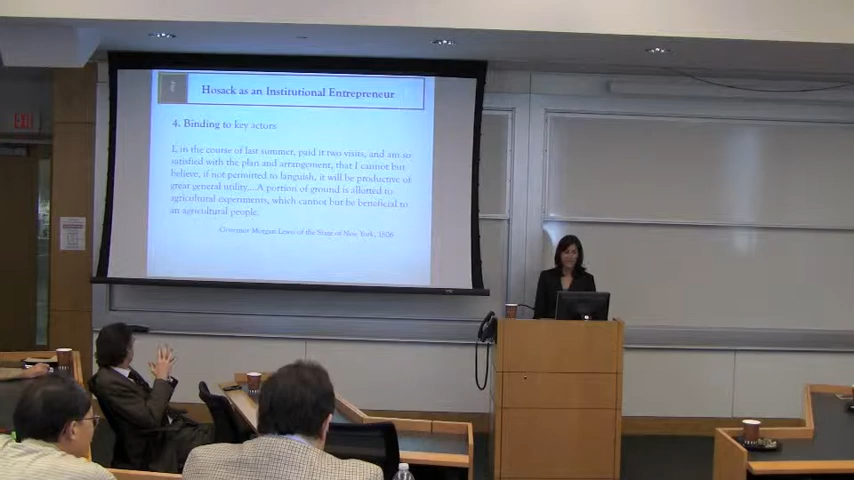 Hosack as an Institutional Entrepreneur
4. Binding to key actors
I, in the course of last summer, paid it two visits, and am so
satisfied with the plan and arrangement, that I cannot but
believe, if not permitted to languish, it will be productive of
great general utility....A portion of ground is allotted to
agricultural experiments, which cannot but be beneficial to
an agricultural people.
Governor Morgan Lewis of the State of New York, 1806
EXIT